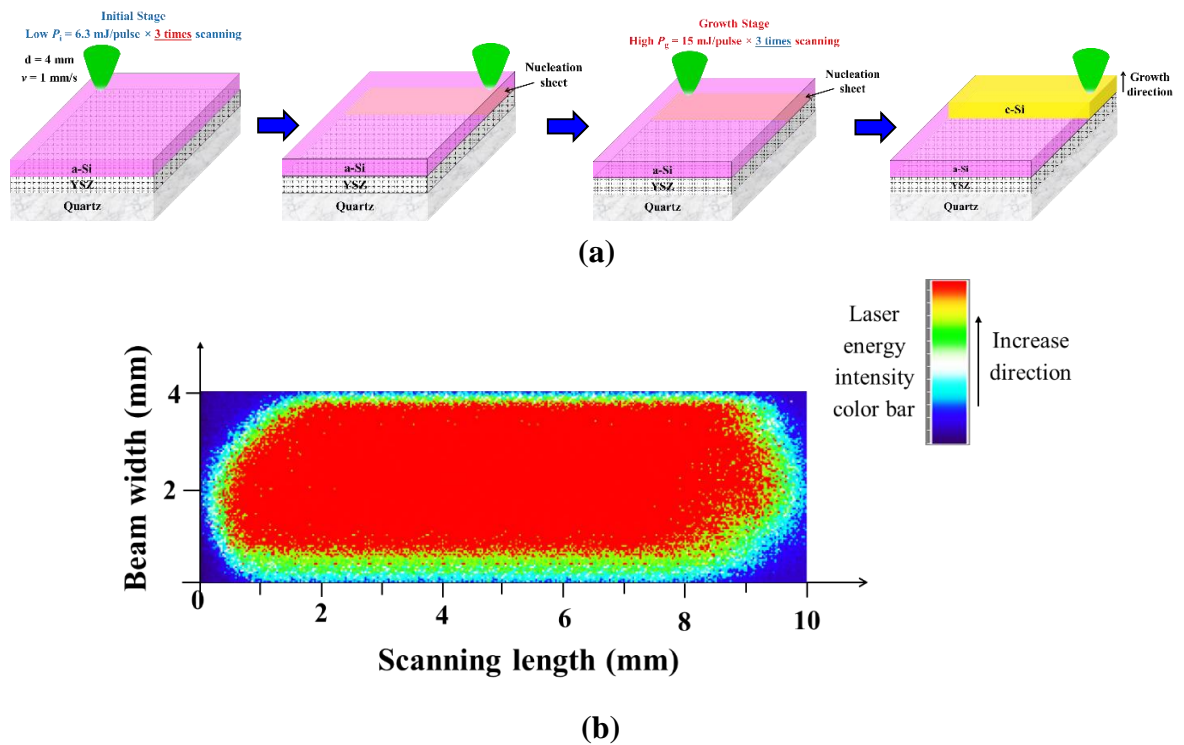 Initial Stage
Low Pi = 6.3 mJ/pulse × 3 times scanning
d = 4 mm
v = 1 mm/s
a-Si
YSZ
Quartz
Nucleation
sheet
a-Si
YSZ
Quartz
Growth Stage
High Pg = 15 mJ/pulse × 3 times scanning
Nucleation
sheet
a-Si
YSZ
Quartz
Growth
direction
c-Si
a-Si
YSZ
Quartz
(a)
Laser
energy
intensity
color bar
Increase
direction
Beam width (mm)
4
2
0
2
4
6
8
10
Scanning length (mm)
(b)